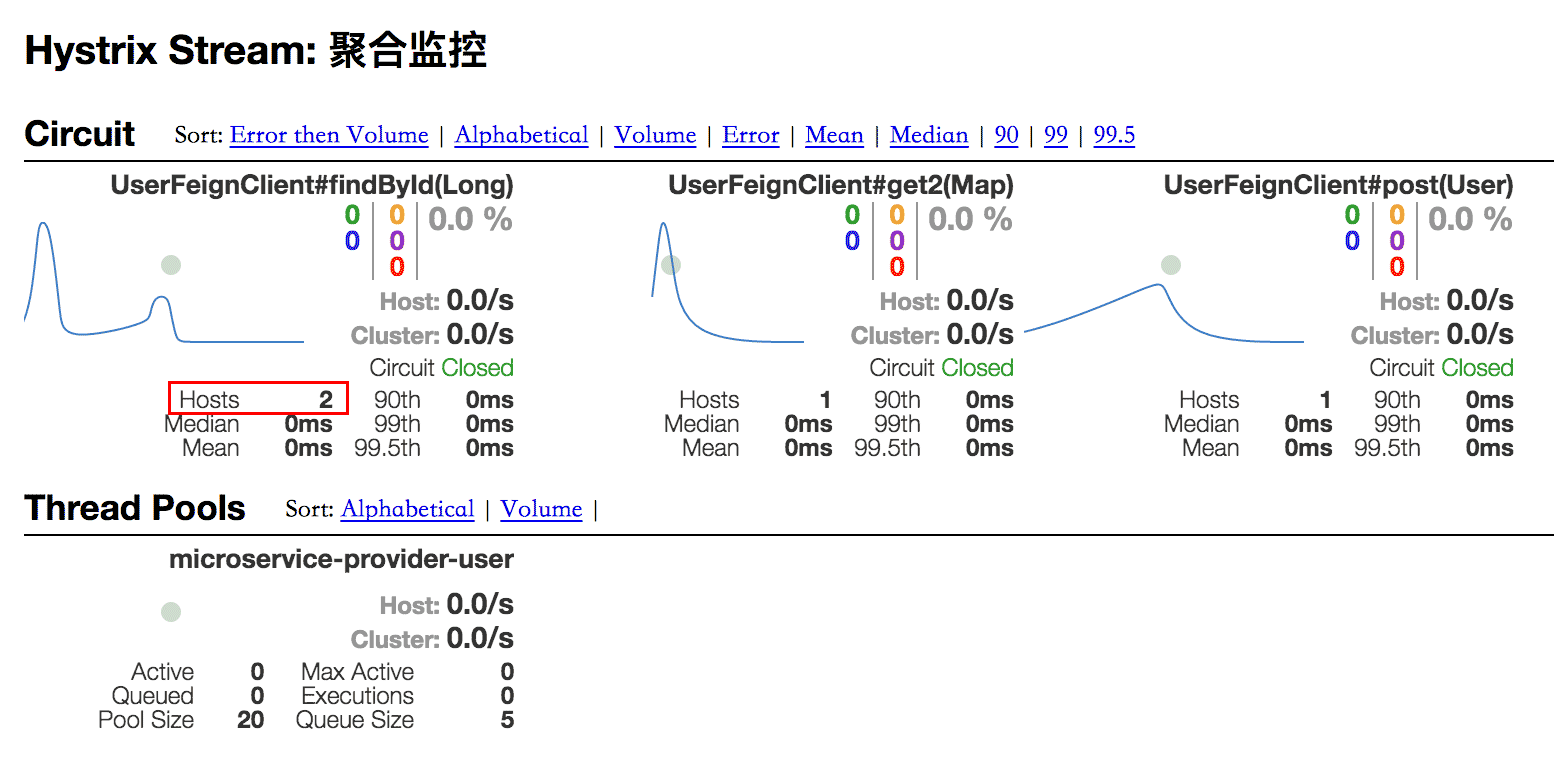 Hystrix Stream: 聚合监控
Circuit Sort: Error then Volume | Alphabetical | Volume | Error | Mean | Median | 90 | 99 | 99.5
UserFeignClient#findById(Long)
0 0 0.0 %
0 0
0
Host: 0.0/s
Cluster: 0.0/s
Circuit Closed
Hosts 2 90th 0ms
Median 0ms 99th 0ms
Mean 0ms 99.5th 0ms
UserFeignClient#get2(Map)
0 0 0.0 %
0 0
0
Host: 0.0/s
Cluster: 0.0/s
Circuit Closed
Hosts 1 90th 0ms
Median 0ms 99th 0ms
Mean 0ms 99.5th 0ms
UserFeignClient#post(User)
0 0 0.0 %
0 0
0
Host: 0.0/s
Cluster: 0.0/s
Circuit Closed
Hosts 1 90th 0ms
Median 0ms 99th 0ms
Mean 0ms 99.5th 0ms
Thread Pools Sort: Alphabetical | Volume |
microservice-provider-user
Host: 0.0/s
Cluster: 0.0/s
Active 0 Max Active 0
Queued 0 Executions 0
Pool Size 20 Queue Size 5